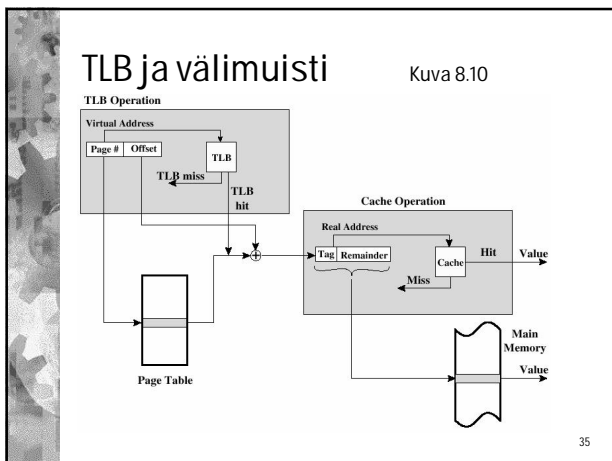 TLB ja välimuisti
Kuva 8.10
TLB Operation
Virtual Address
Page # Offset
TLB
TLB miss
TLB
hit
Cache Operation
Real Address
Tag Remainder
Cache
Hit
Value
Miss
Page Table
Main
Memory
Value
35